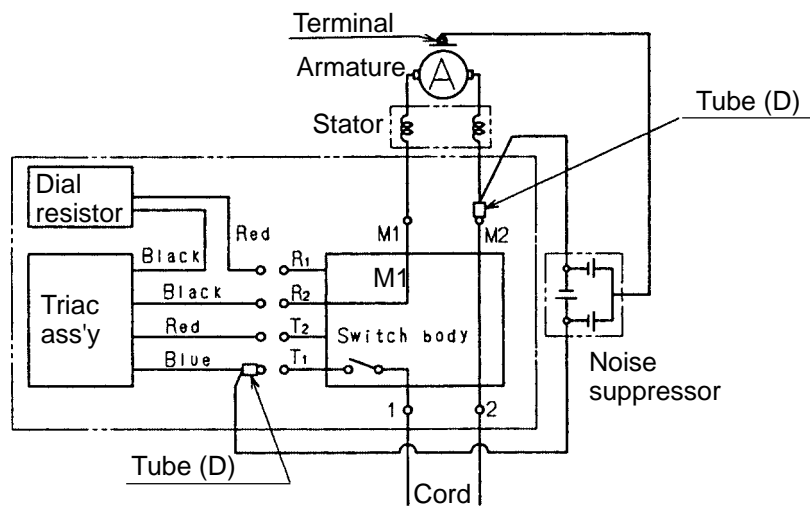 Terminal
Armature
A
Tube (D)
Stator
Dial
resistor
Red
M1
M2
Black
R1
M1
Black
R2
Triac
ass'y
Red
T2
Switch body
Blue
T1
Noise
suppressor
1
2
Tube (D)
Cord